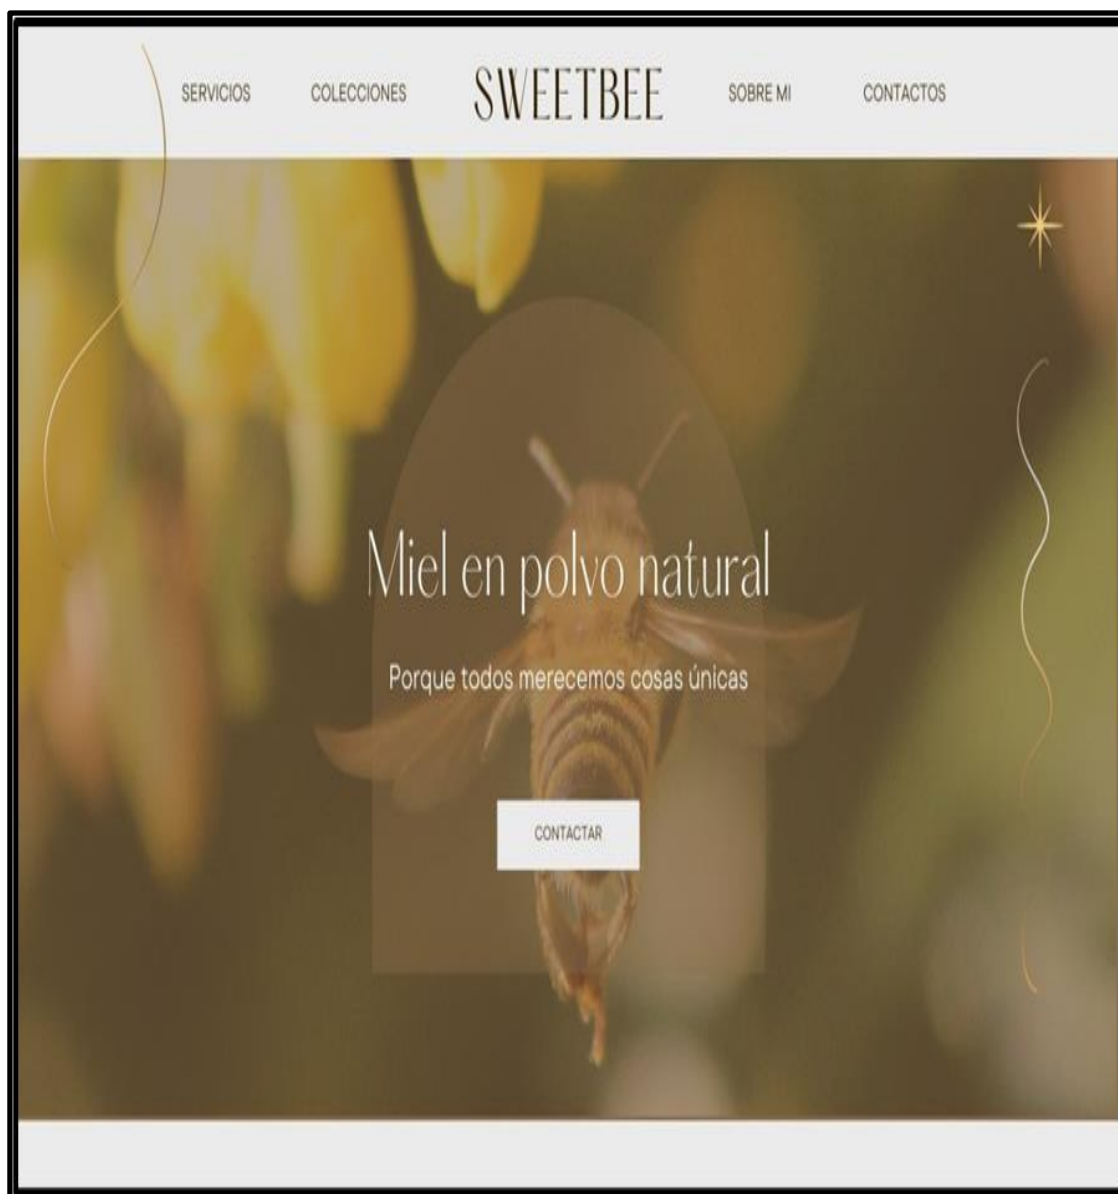 SERVICIOS COLECCIONES SWEETBEE SOBRE MI CONTACTOS
Miel en polvo natural
Porque todos merecemos cosas únicas
CONTACTAR